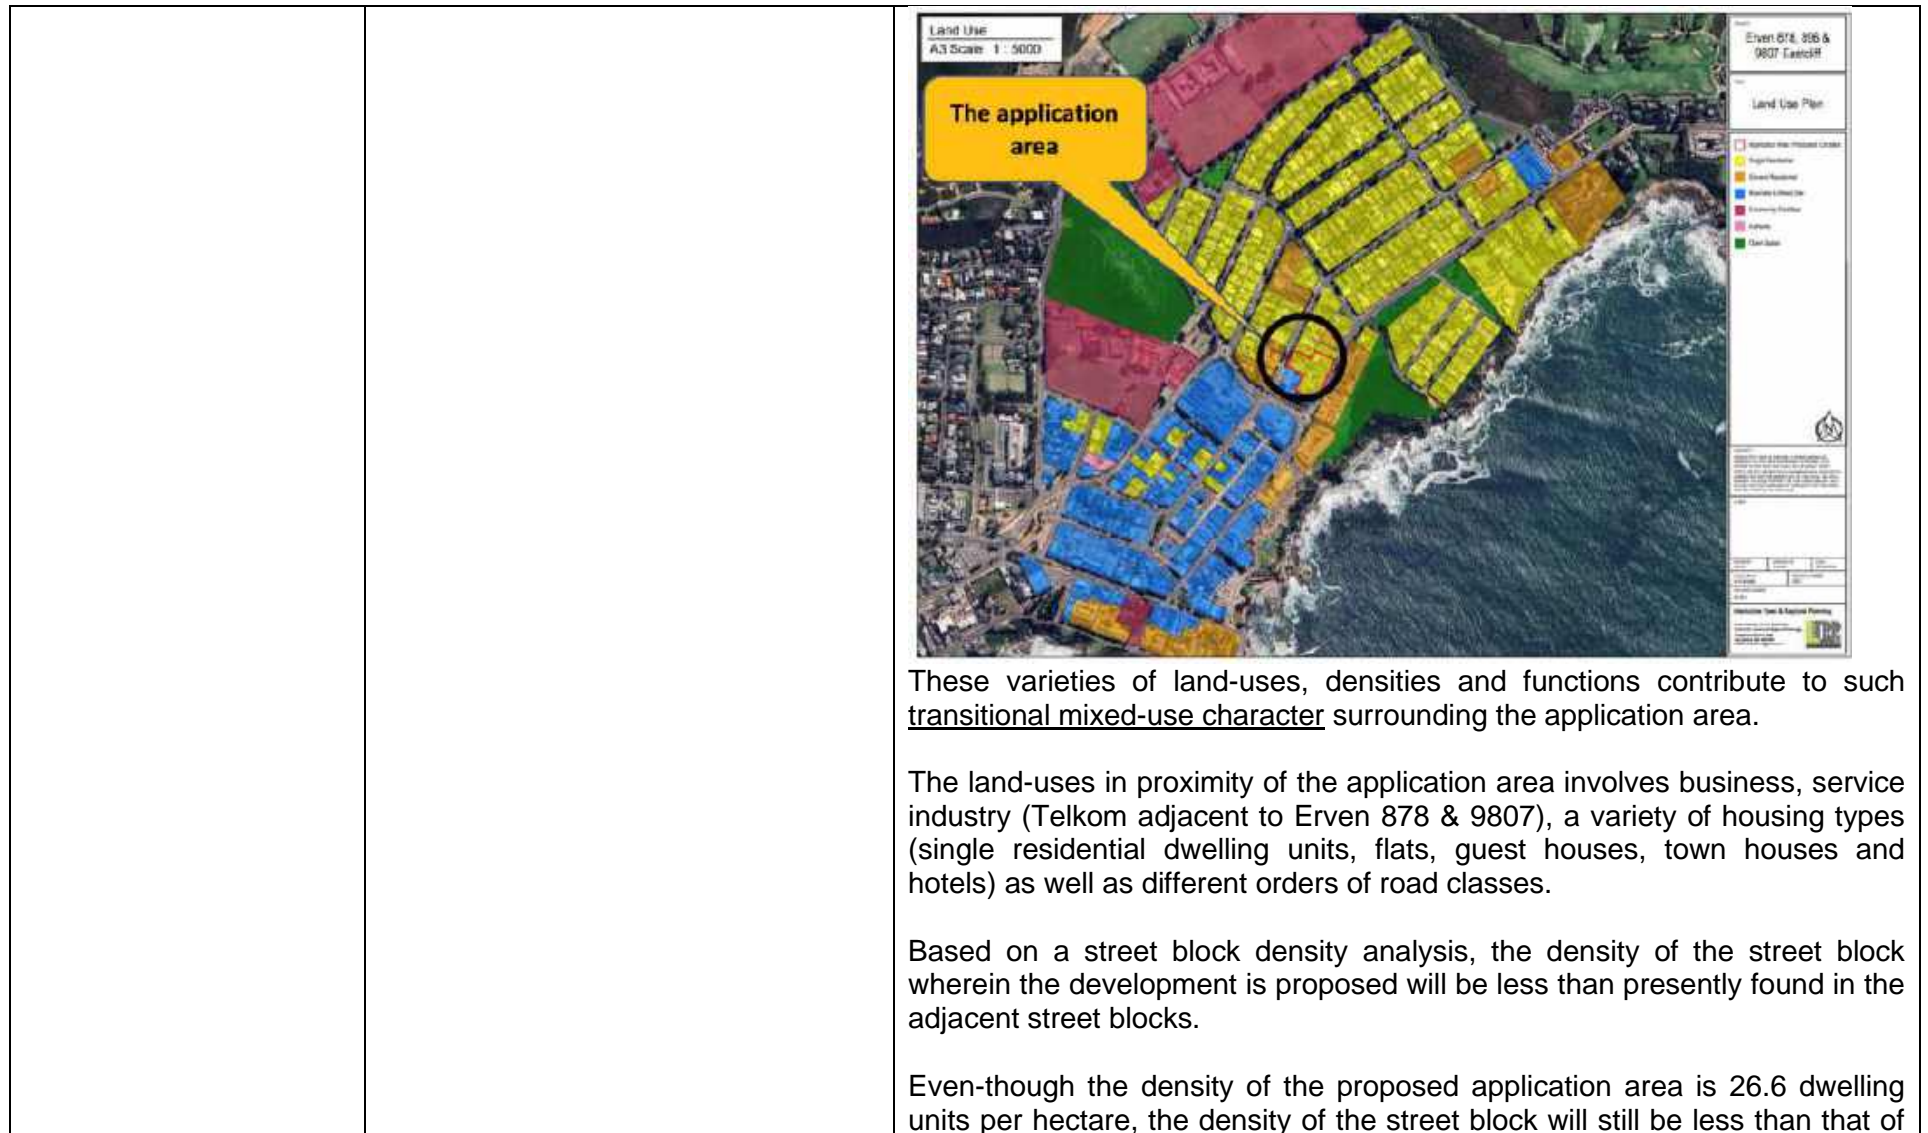 Land Use
A3 Scale 1 : 5000
The application
area
Erven 878, 896 &
9807 Eastcliff
Land Use Plan
Single Residential
General Residential
Open Space
These varieties of land-uses, densities and functions contribute to such
transitional mixed-use character surrounding the application area.
The land-uses in proximity of the application area involves business, service
industry (Telkom adjacent to Erven 878 & 9807), a variety of housing types
(single residential dwelling units, flats, guest houses, town houses and
hotels) as well as different orders of road classes.
Based on a street block density analysis, the density of the street block
wherein the development is proposed will be less than presently found in the
adjacent street blocks.
Even-though the density of the proposed application area is 26.6 dwelling
units per hectare, the density of the street block will still be less than that of